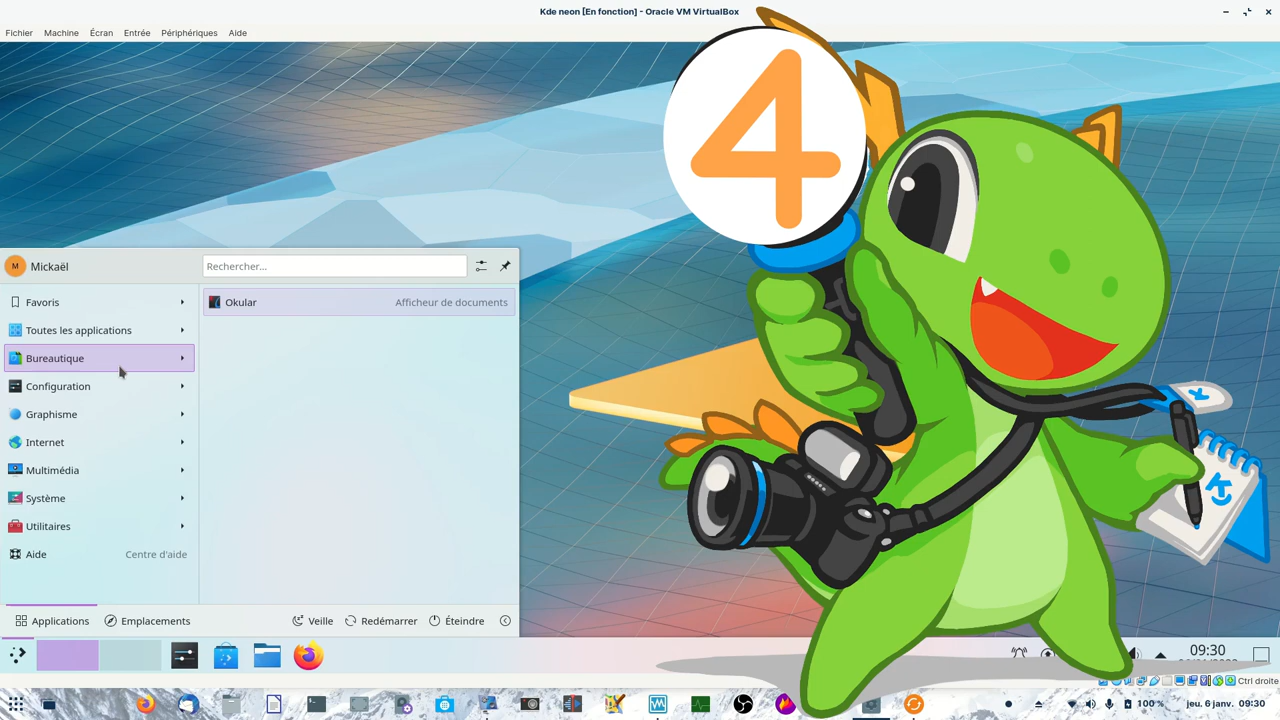 Kde neon [En fonction] - Oracle VM VirtualBox
Fichier Machine Écran Entrée Périphériques Aide
4
M Mickaël
Rechercher...
Favoris
Okular Afficheur de documents
Toutes les applications
Bureautique
Configuration
Graphisme
Internet
Multimédia
Système
Utilitaires
Aide Centre d'aide
Applications Emplacements Veille Redémarrer Éteindre
09:30
Ctrl droite
100 % jeu. 6 janv. 09:30